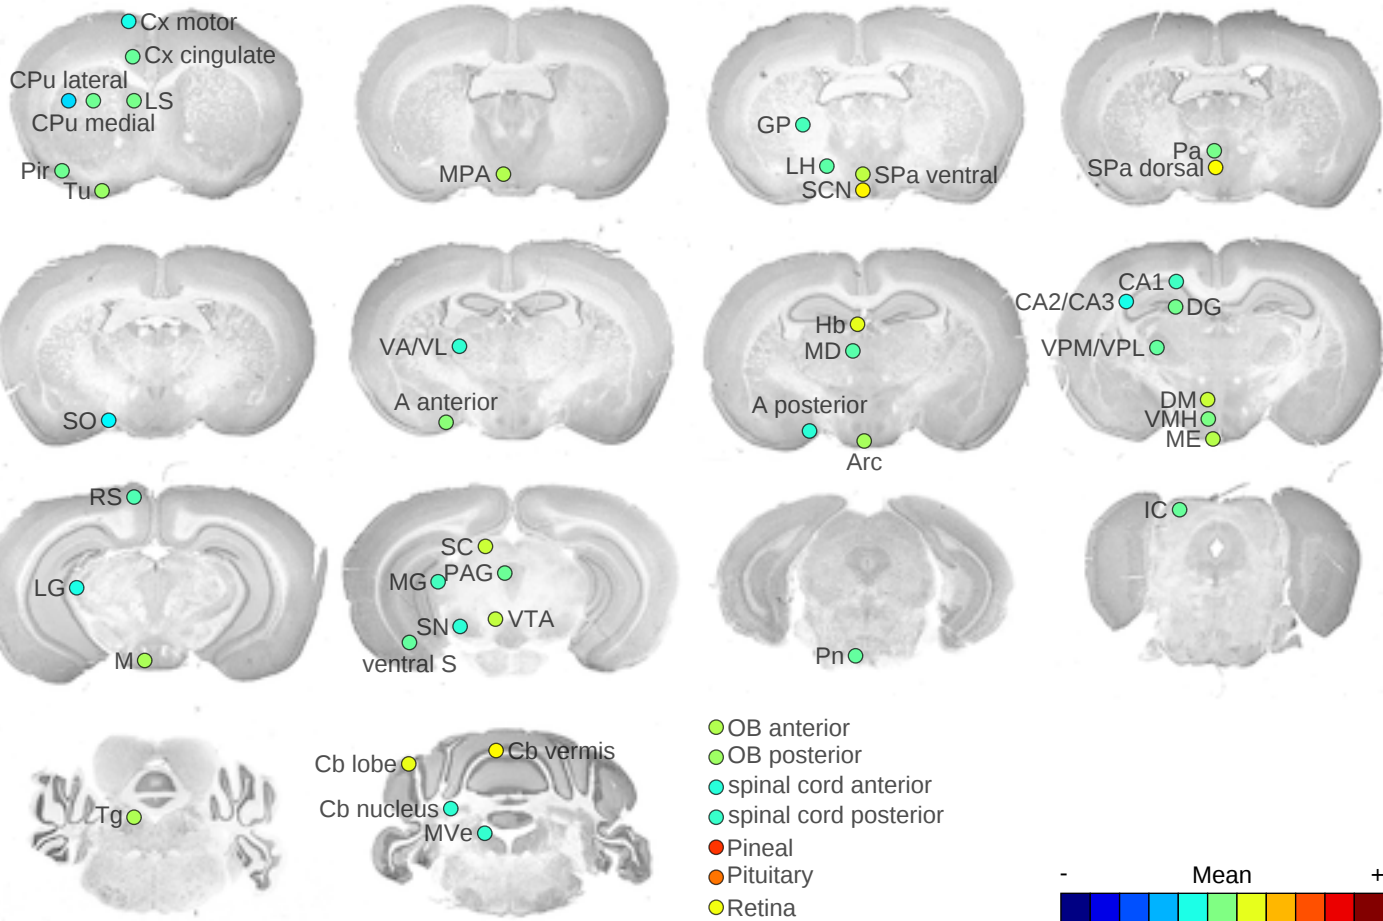 Cx motor
Cx cingulate
CPu lateral
LS
CPu medial
Pir
Tu
MPA
GP
LH
SPa ventral
SCN
Pa
SPa dorsal
SO
VA/VL
A anterior
Hb
MD
A posterior
Arc
CA1
CA2/CA3
DG
VPM/VPL
DM
VMH
ME
RS
LG
M
SC
PAG
MG
SN
VTA
ventral S
Pn
IC
Tg
Cb lobe
Cb vermis
Cb nucleus
MVe
OB anterior
OB posterior
spinal cord anterior
spinal cord posterior
Pineal
Pituitary
Retina
- Mean +